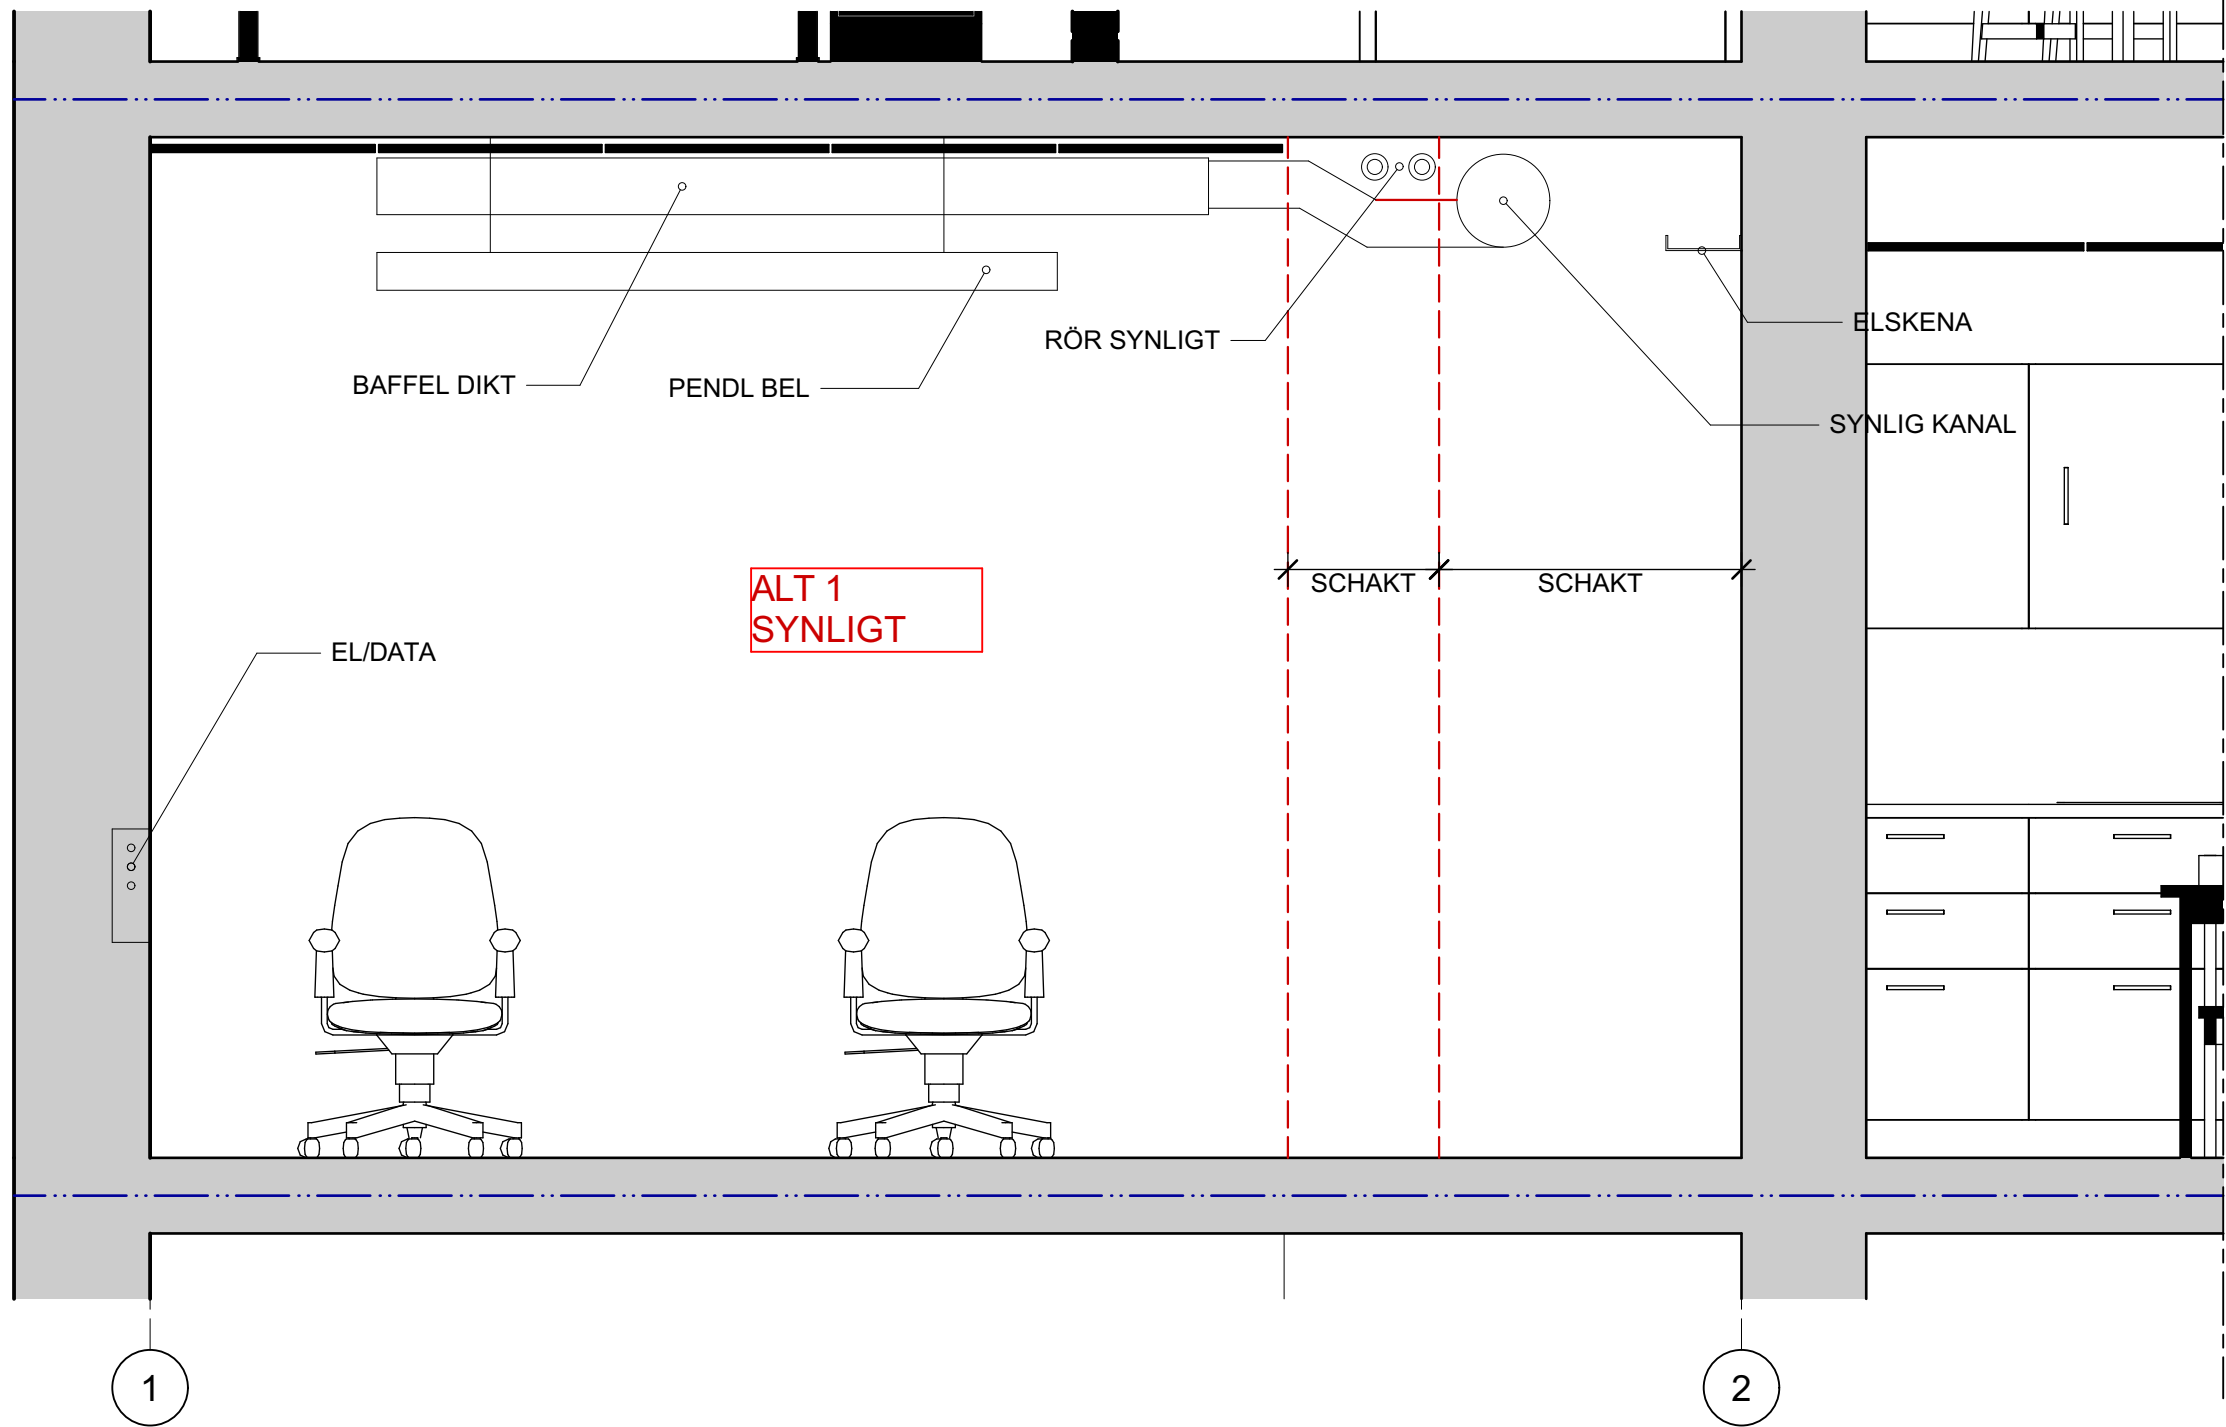 ELSKENA
RÖR SYNLIGT
BAFFEL DIKT
PENDL BEL
SYNLIG KANAL
ALT 1
SYNLIGT
SCHAKT
SCHAKT
EL/DATA
1
2